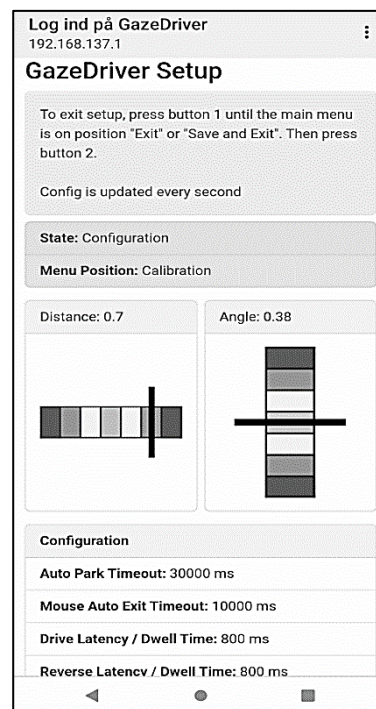 Log ind på GazeDriver
192.168.137.1
GazeDriver Setup
To exit setup, press button 1 until the main menu
is on position "Exit" or "Save and Exit". Then press
button 2.
Config is updated every second
State: Configuration
Menu Position: Calibration
Distance: 0.7
Angle: 0.38
Configuration
Auto Park Timeout: 30000 ms
Mouse Auto Exit Timeout: 10000 ms
Drive Latency / Dwell Time: 800 ms
Reverse Latency / Dwell Time: 800 ms